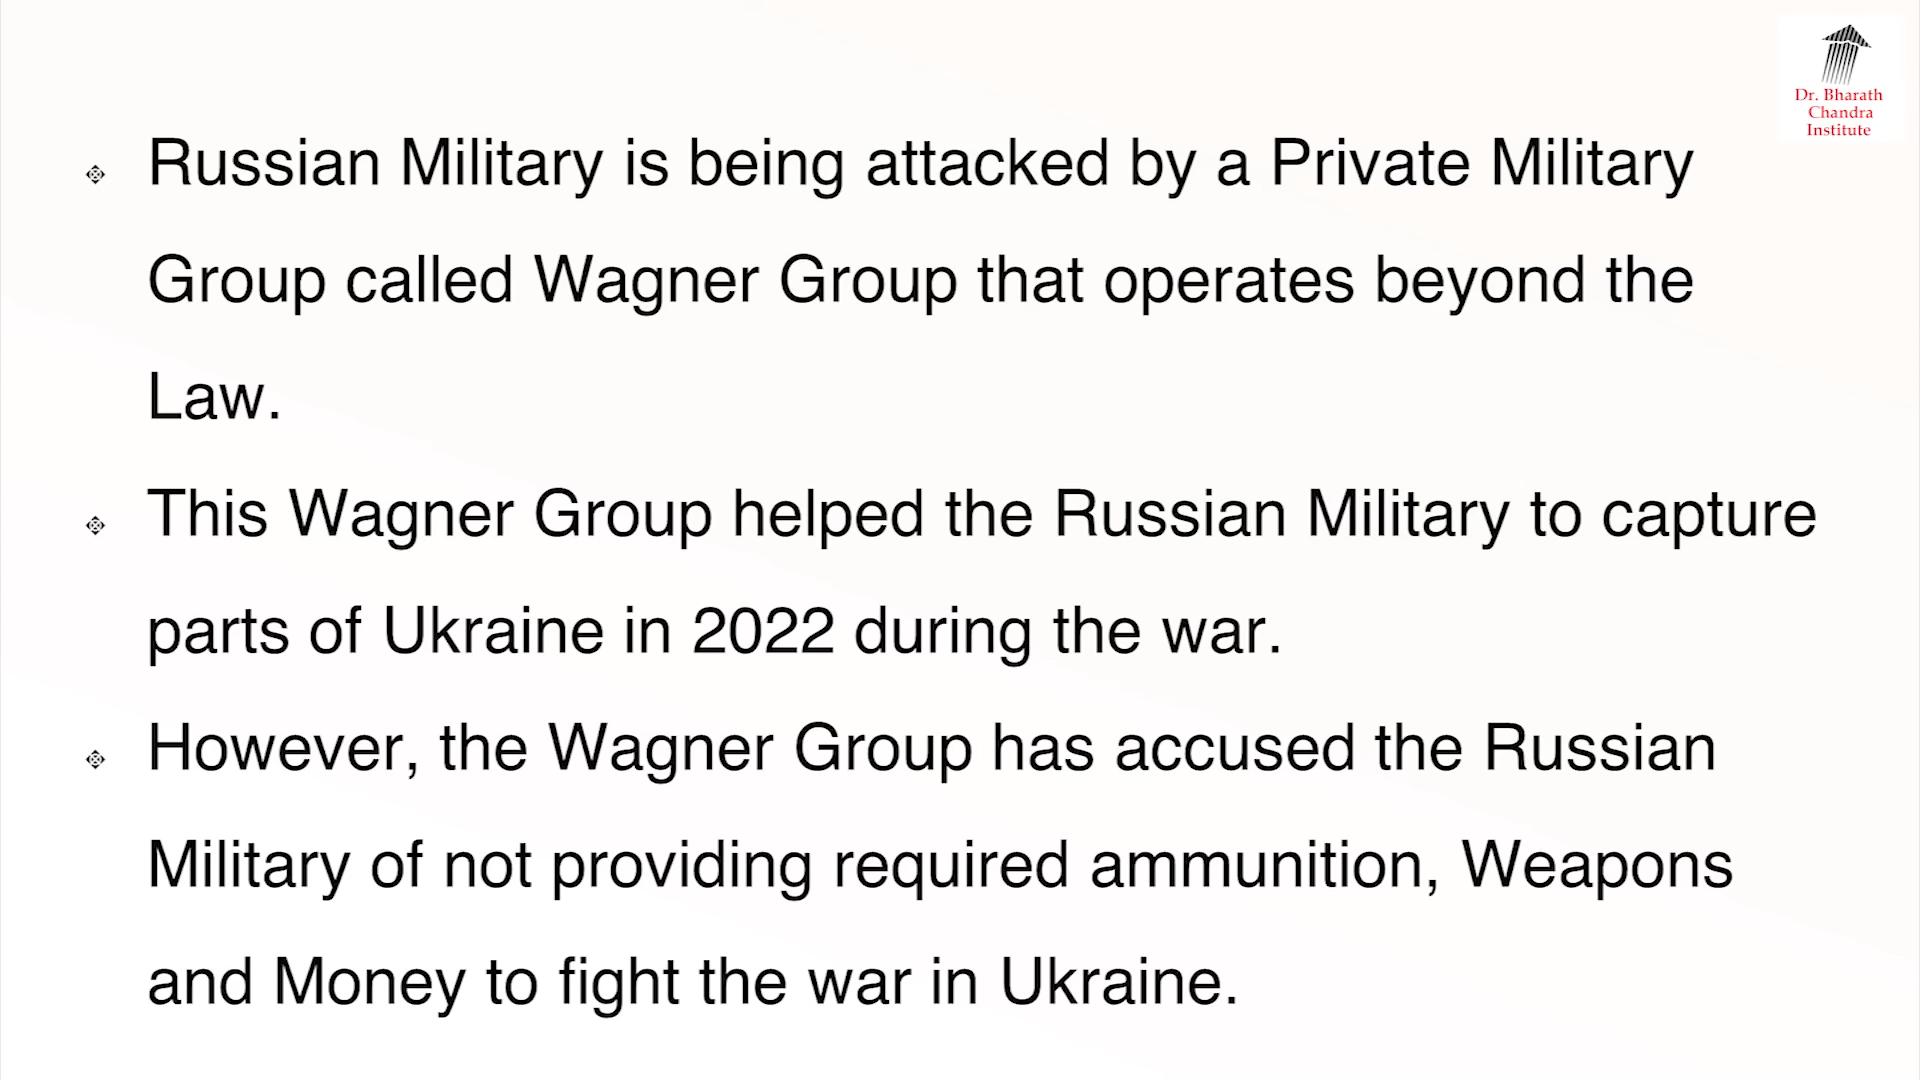 Dr. Bharath
Chandra
Institute
Russian Military is being attacked by a Private Military
Group called Wagner Group that operates beyond the
Law.
This Wagner Group helped the Russian Military to capture
parts of Ukraine in 2022 during the war.
However, the Wagner Group has accused the Russian
Military of not providing required ammunition, Weapons
and Money to fight the war in Ukraine.